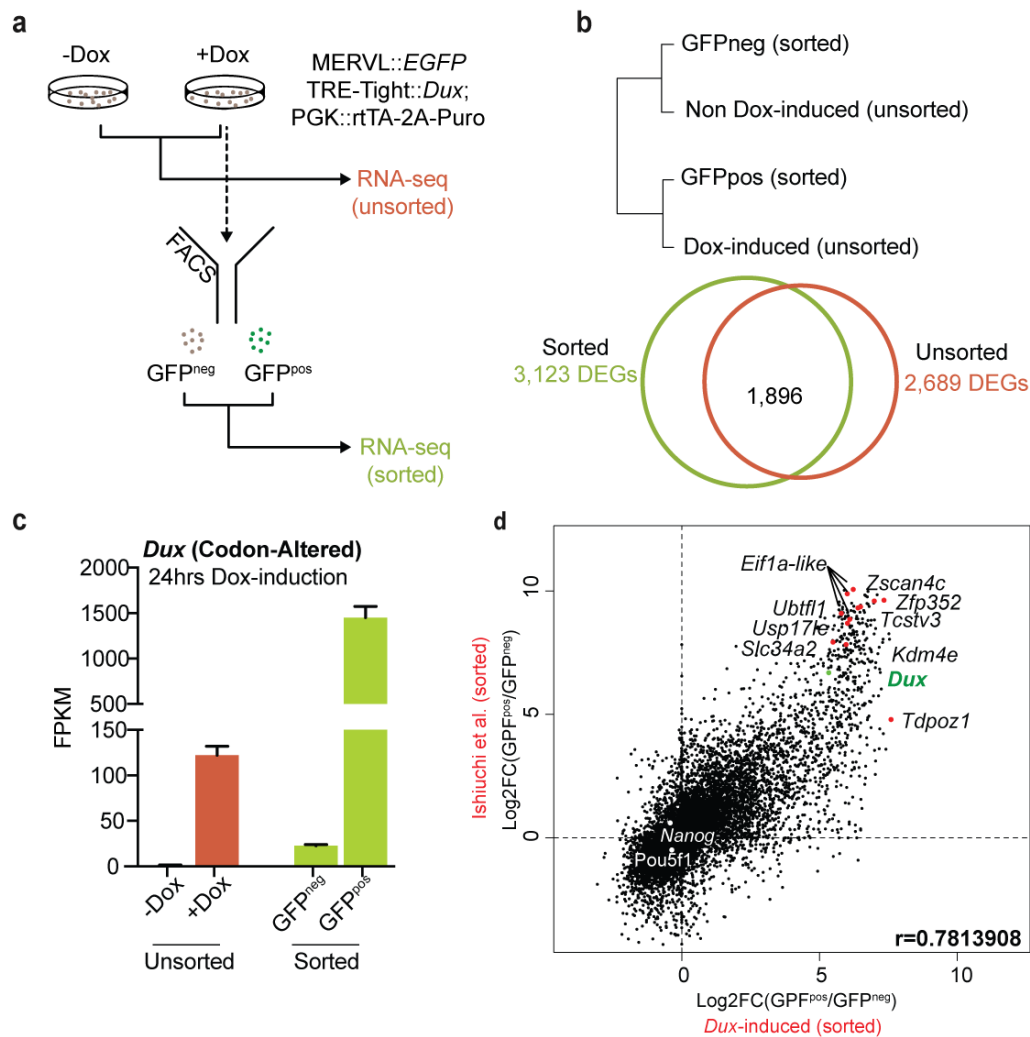 a
-Dox
+Dox
MERVL::EGFP
TRE-Tight::Dux;
PGK::rtTA-2A-Puro
RNA-seq
(unsorted)
FACS
GFPneg
GFPpos
RNA-seq
(sorted)
b
GFPneg (sorted)
Non Dox-induced (unsorted)
GFPpos (sorted)
Dox-induced (unsorted)
Sorted
3,123 DEGs
1,896
Unsorted
2,689 DEGs
c
Dux (Codon-Altered)
24hrs Dox-induction
FPKM
2000
1500
1000
500
150
100
50
0
-Dox
+Dox
GFPneg
GFPpos
Unsorted
Sorted
d
Ishiuchi et al. (sorted)
Log2FC(GPFpos/GFPneg)
10
5
0
Eif1a-like
Zscan4c
Zfp352
Ubtfl1
Tcstv3
Usp17le
Slc34a2
Kdm4e
Dux
Tdpoz1
Nanog
Pou5f1
r=0.7813908
0
5
10
Log2FC(GPFpos/GFPneg)
Dux-induced (sorted)